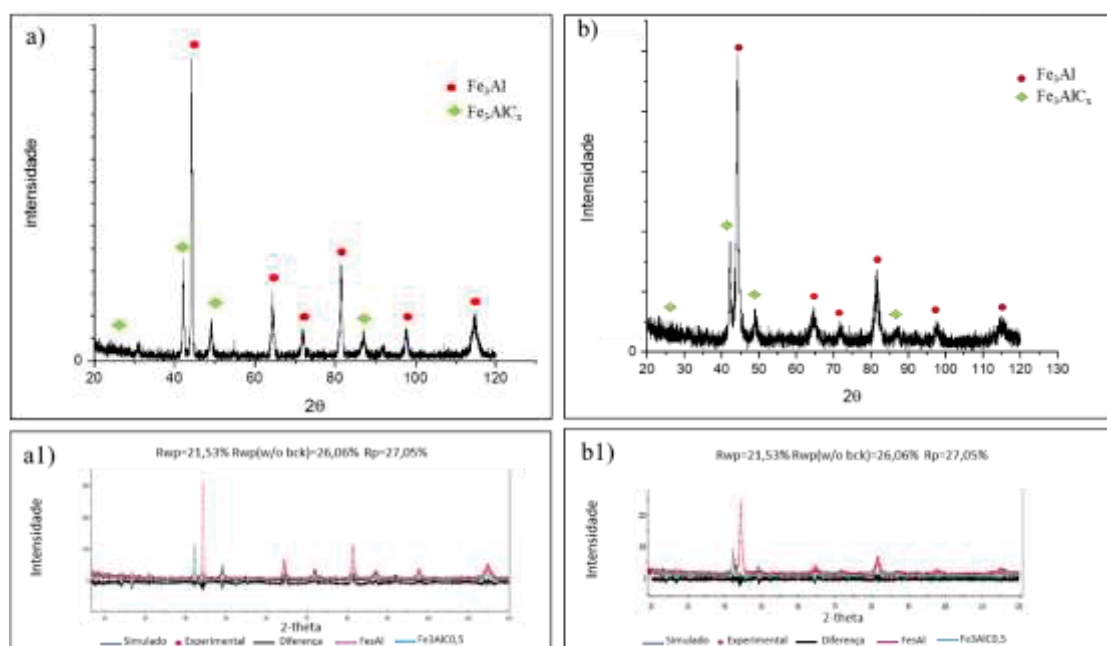 a)
Fe₃Al
Fe₃AlCₓ
intensidade
0
20 40 60 80 100 120
2θ
b)
Fe₃Al
Fe₃AlCₓ
Intensidade
0
20 30 40 50 60 70 80 90 100 110 120 130
2θ
a1)
Rwp=21,53% Rwp(w/o bck)=26,06% Rp=27,05%
Intensidade
2-theta
Simulado Experimental Diferença FesAl Fe3AlC0,5
b1)
Rwp=21,53% Rwp(w/o bck)=26,06% Rp=27,05%
Intensidade
2-theta
Simulado Experimental Diferença FesAl Fe3AlC0,5